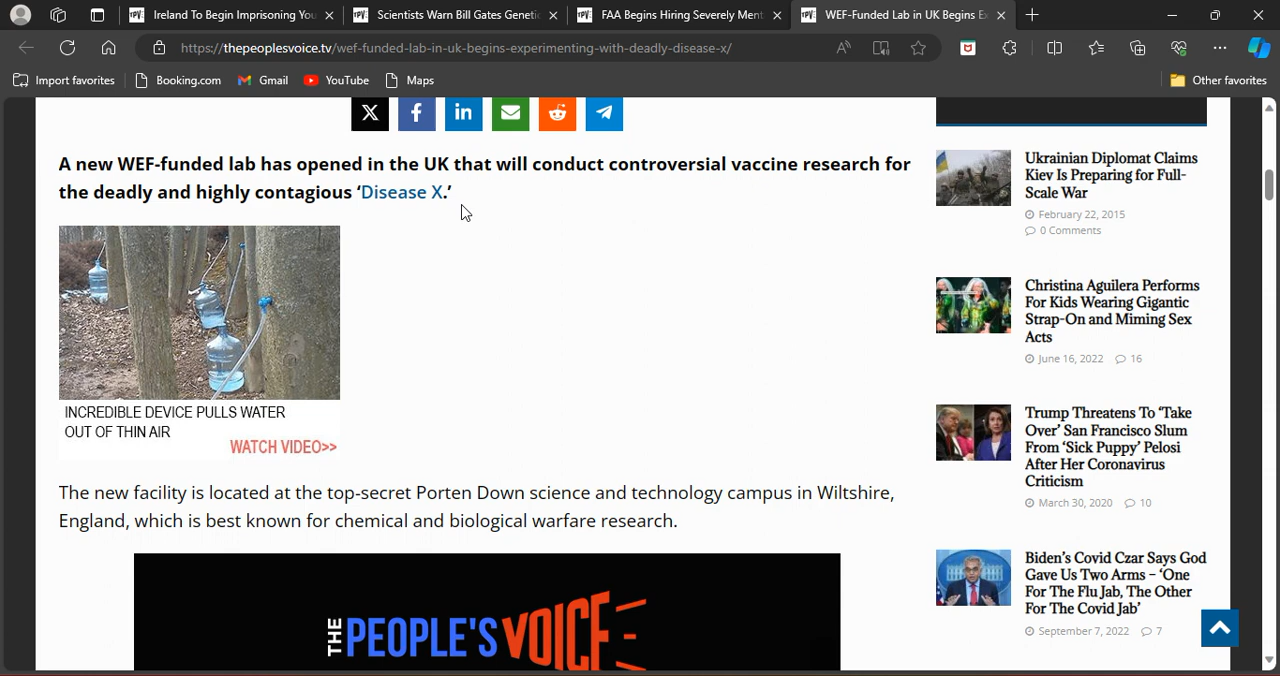 Ireland To Begin Imprisoning You
Scientists Warn Bill Gates Geneti
FAA Begins Hiring Severely Ment
WEF-Funded Lab in UK Begins E
https://thepeoplesvoice.tv/wef-funded-lab-in-uk-begins-experimenting-with-deadly-disease-x/
Import favorites
Booking.com
Gmail
YouTube
Maps
Other favorites
A new WEF-funded lab has opened in the UK that will conduct controversial vaccine research for
the deadly and highly contagious ‘Disease X.’
INCREDIBLE DEVICE PULLS WATER
OUT OF THIN AIR
WATCH VIDEO>>
The new facility is located at the top-secret Porten Down science and technology campus in Wiltshire,
England, which is best known for chemical and biological warfare research.
THE PEOPLE'S VOICE
Ukrainian Diplomat Claims
Kiev Is Preparing for Full-
Scale War
February 22, 2015
0 Comments
Christina Aguilera Performs
For Kids Wearing Gigantic
Strap-On and Miming Sex
Acts
June 16, 2022 16
Trump Threatens To ‘Take
Over’ San Francisco Slum
From ‘Sick Puppy’ Pelosi
After Her Coronavirus
Criticism
March 30, 2020 10
Biden’s Covid Czar Says God
Gave Us Two Arms – ‘One
For The Flu Jab, The Other
For The Covid Jab’
September 7, 2022 7